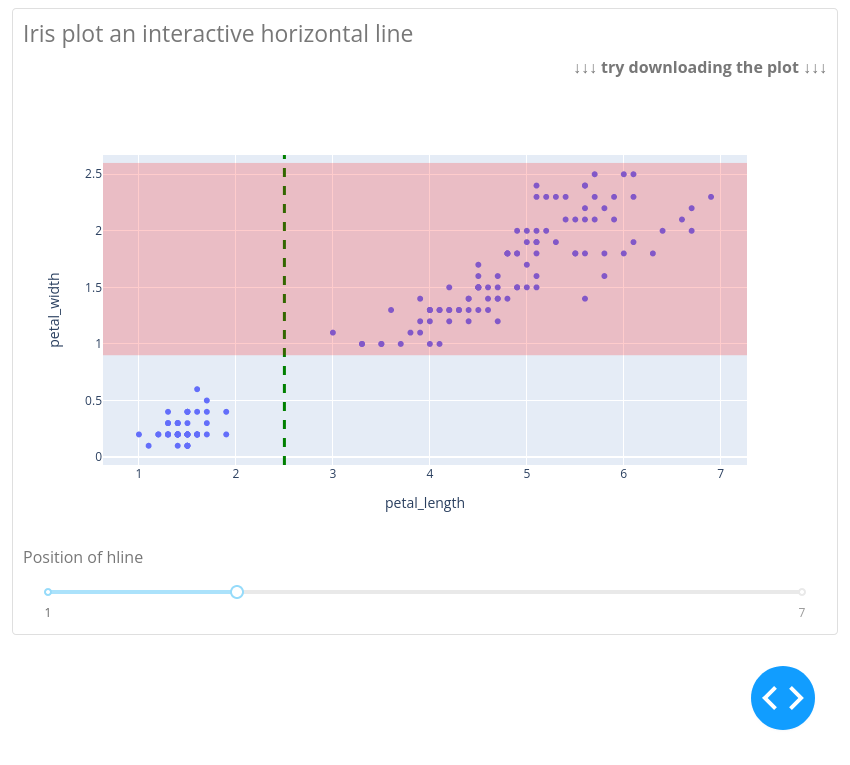 Iris plot an interactive horizontal line
↓↓↓ try downloading the plot ↓↓↓
2.5
2
1.5
1
0.5
0
petal_width
1 2 3 4 5 6 7
petal_length
Position of hline
1 7